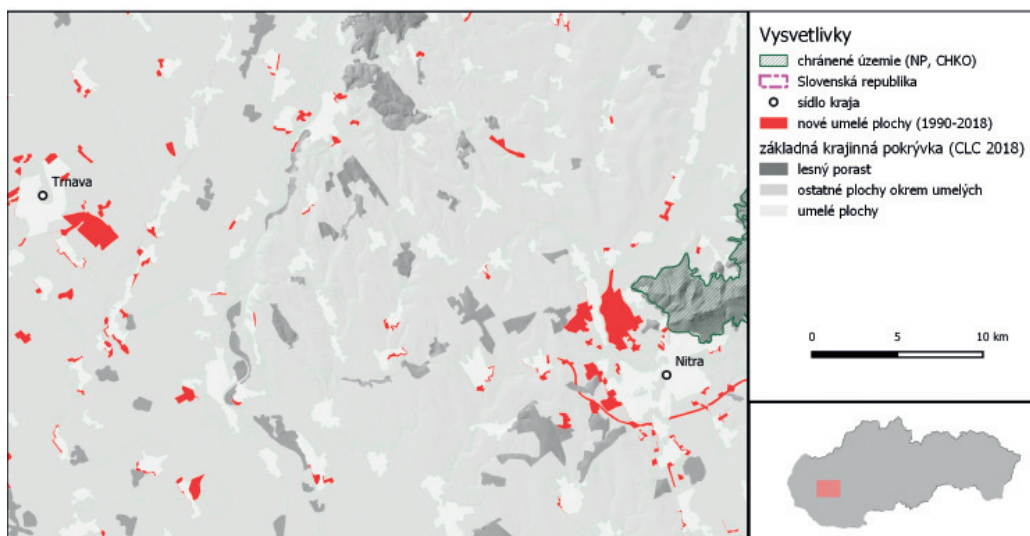 Trnava
Nitra
Vysvetlivky
chránené územie (NP, CHKO)
Slovenská republika
sídlo kraja
nové umelé plochy (1990-2018)
základná krajinná pokrývka (CLC 2018)
lesný porast
ostatné plochy okrem umelých
umelé plochy
0 5 10 km